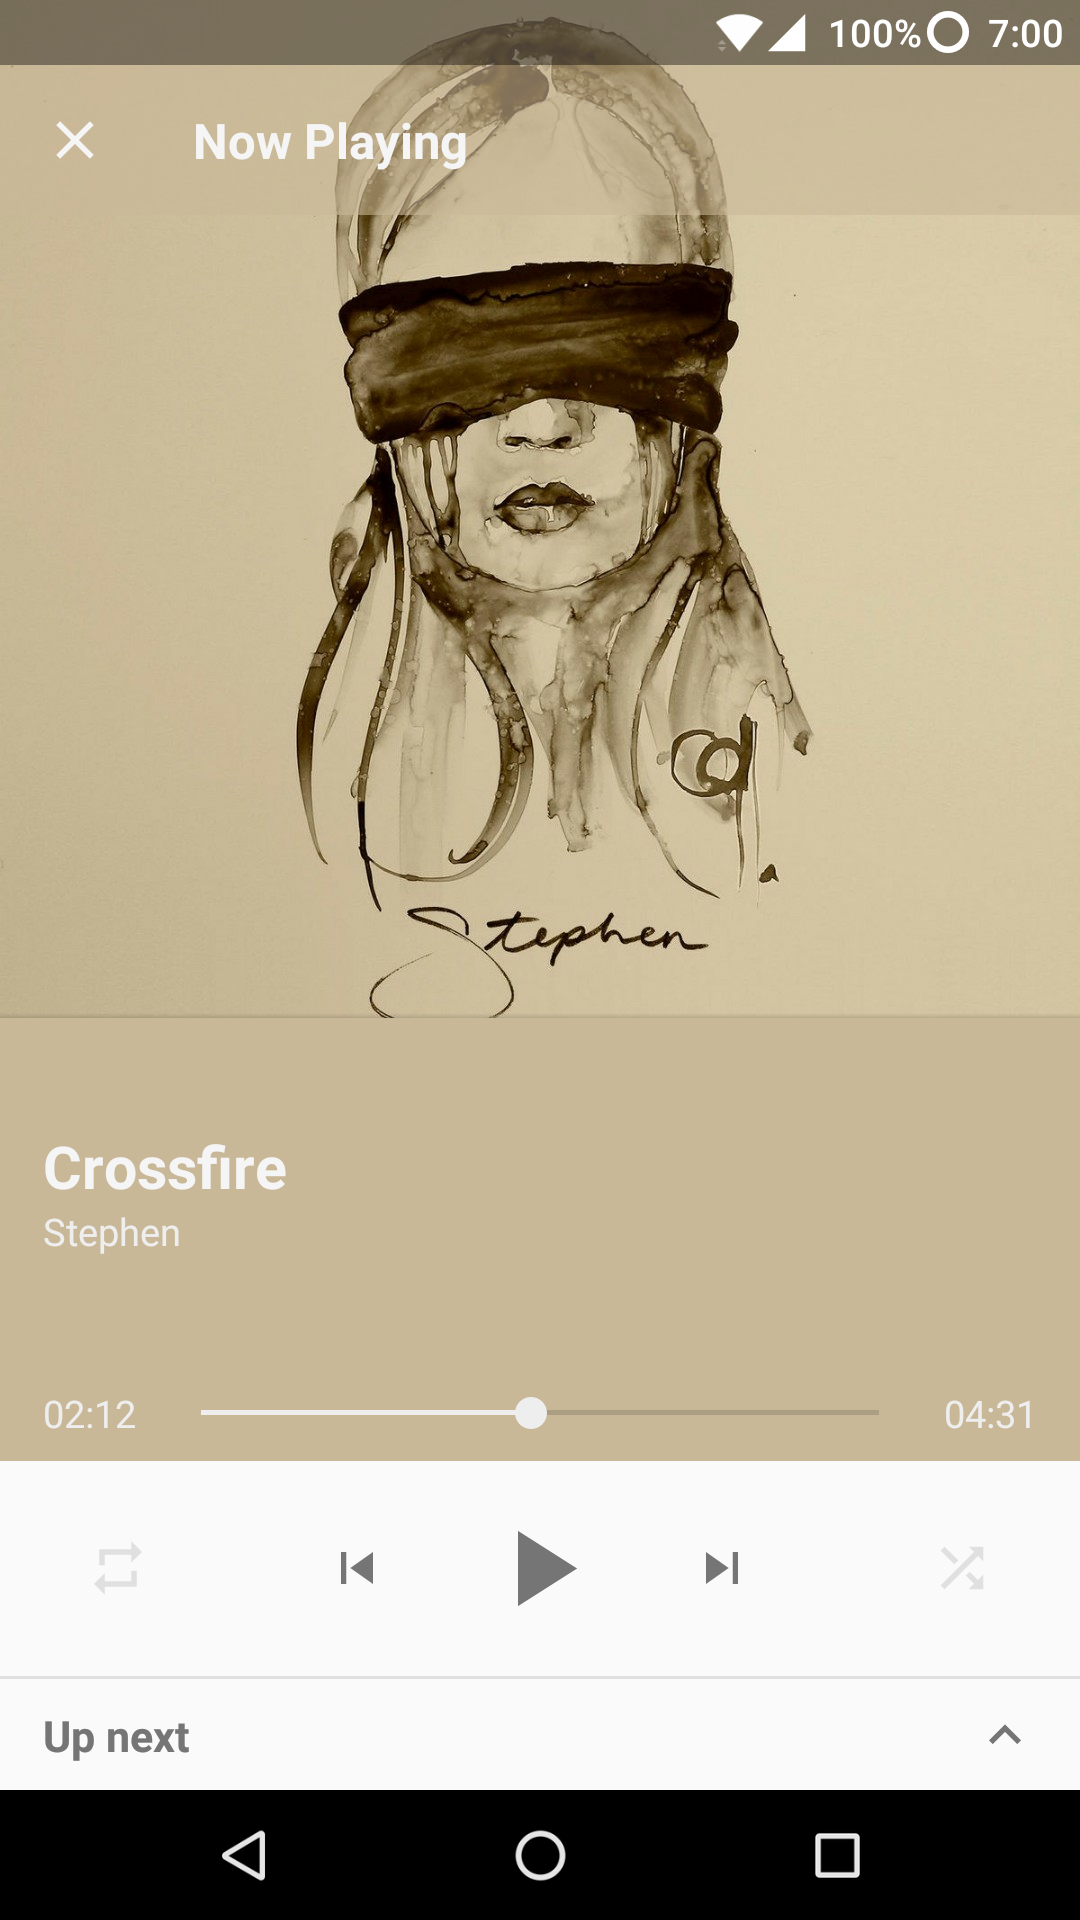 100% 7:00
Now Playing
Stephen
Crossfire
Stephen
02:12 04:31
Up next